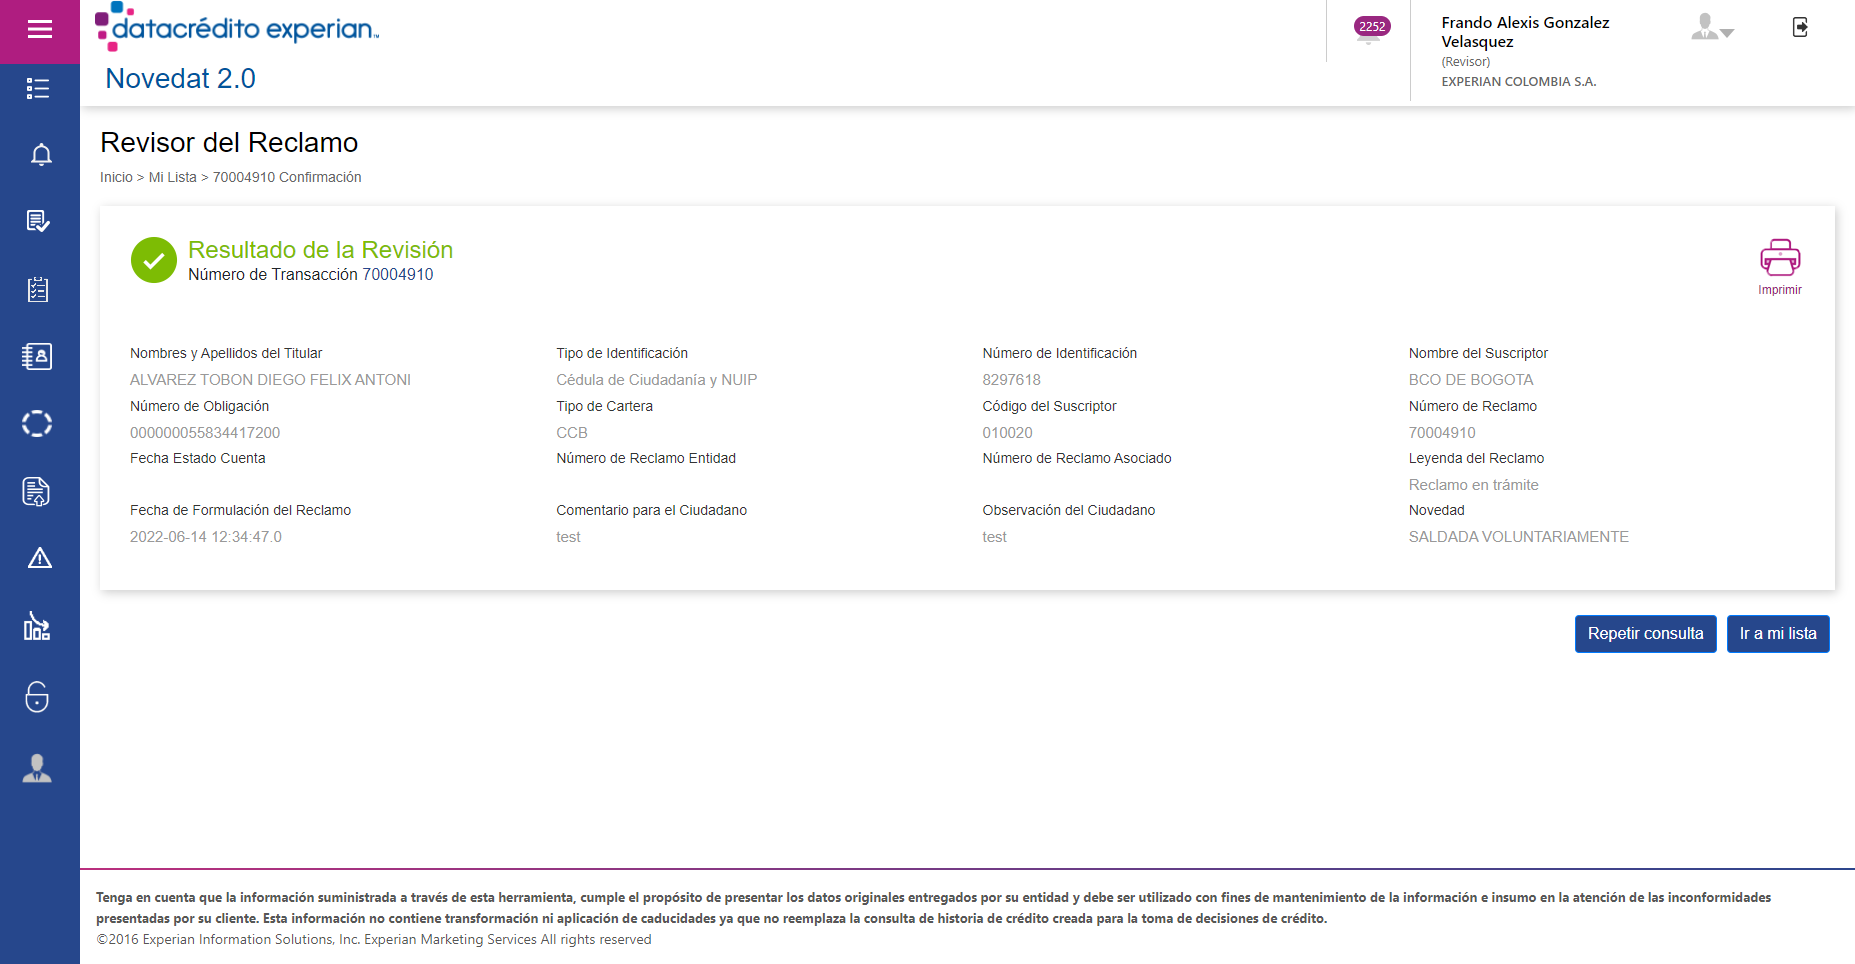 datacrédito experian™
2252
Frando Alexis Gonzalez
Velasquez
(Revisor)
EXPERIAN COLOMBIA S.A.
Novedat 2.0
Revisor del Reclamo
Inicio > Mi Lista > 70004910 Confirmación
Resultado de la Revisión
Número de Transacción 70004910
Imprimir
Nombres y Apellidos del Titular Tipo de Identificación Número de Identificación Nombre del Suscriptor
ALVAREZ TOBON DIEGO FELIX ANTONI Cédula de Ciudadanía y NUIP 8297618 BCO DE BOGOTA
Número de Obligación Tipo de Cartera Código del Suscriptor Número de Reclamo
000000055834417200 CCB 010020 70004910
Fecha Estado Cuenta Número de Reclamo Entidad Número de Reclamo Asociado Leyenda del Reclamo
Reclamo en trámite
Fecha de Formulación del Reclamo Comentario para el Ciudadano Observación del Ciudadano Novedad
2022-06-14 12:34:47.0 test test SALDADA VOLUNTARIAMENTE
Repetir consulta Ir a mi lista
Tenga en cuenta que la información suministrada a través de esta herramienta, cumple el propósito de presentar los datos originales entregados por su entidad y debe ser utilizado con fines de mantenimiento de la información e insumo en la atención de las inconformidades
presentadas por su cliente. Esta información no contiene transformación ni aplicación de caducidades ya que no reemplaza la consulta de historia de crédito creada para la toma de decisiones de crédito.
©2016 Experian Information Solutions, Inc. Experian Marketing Services All rights reserved